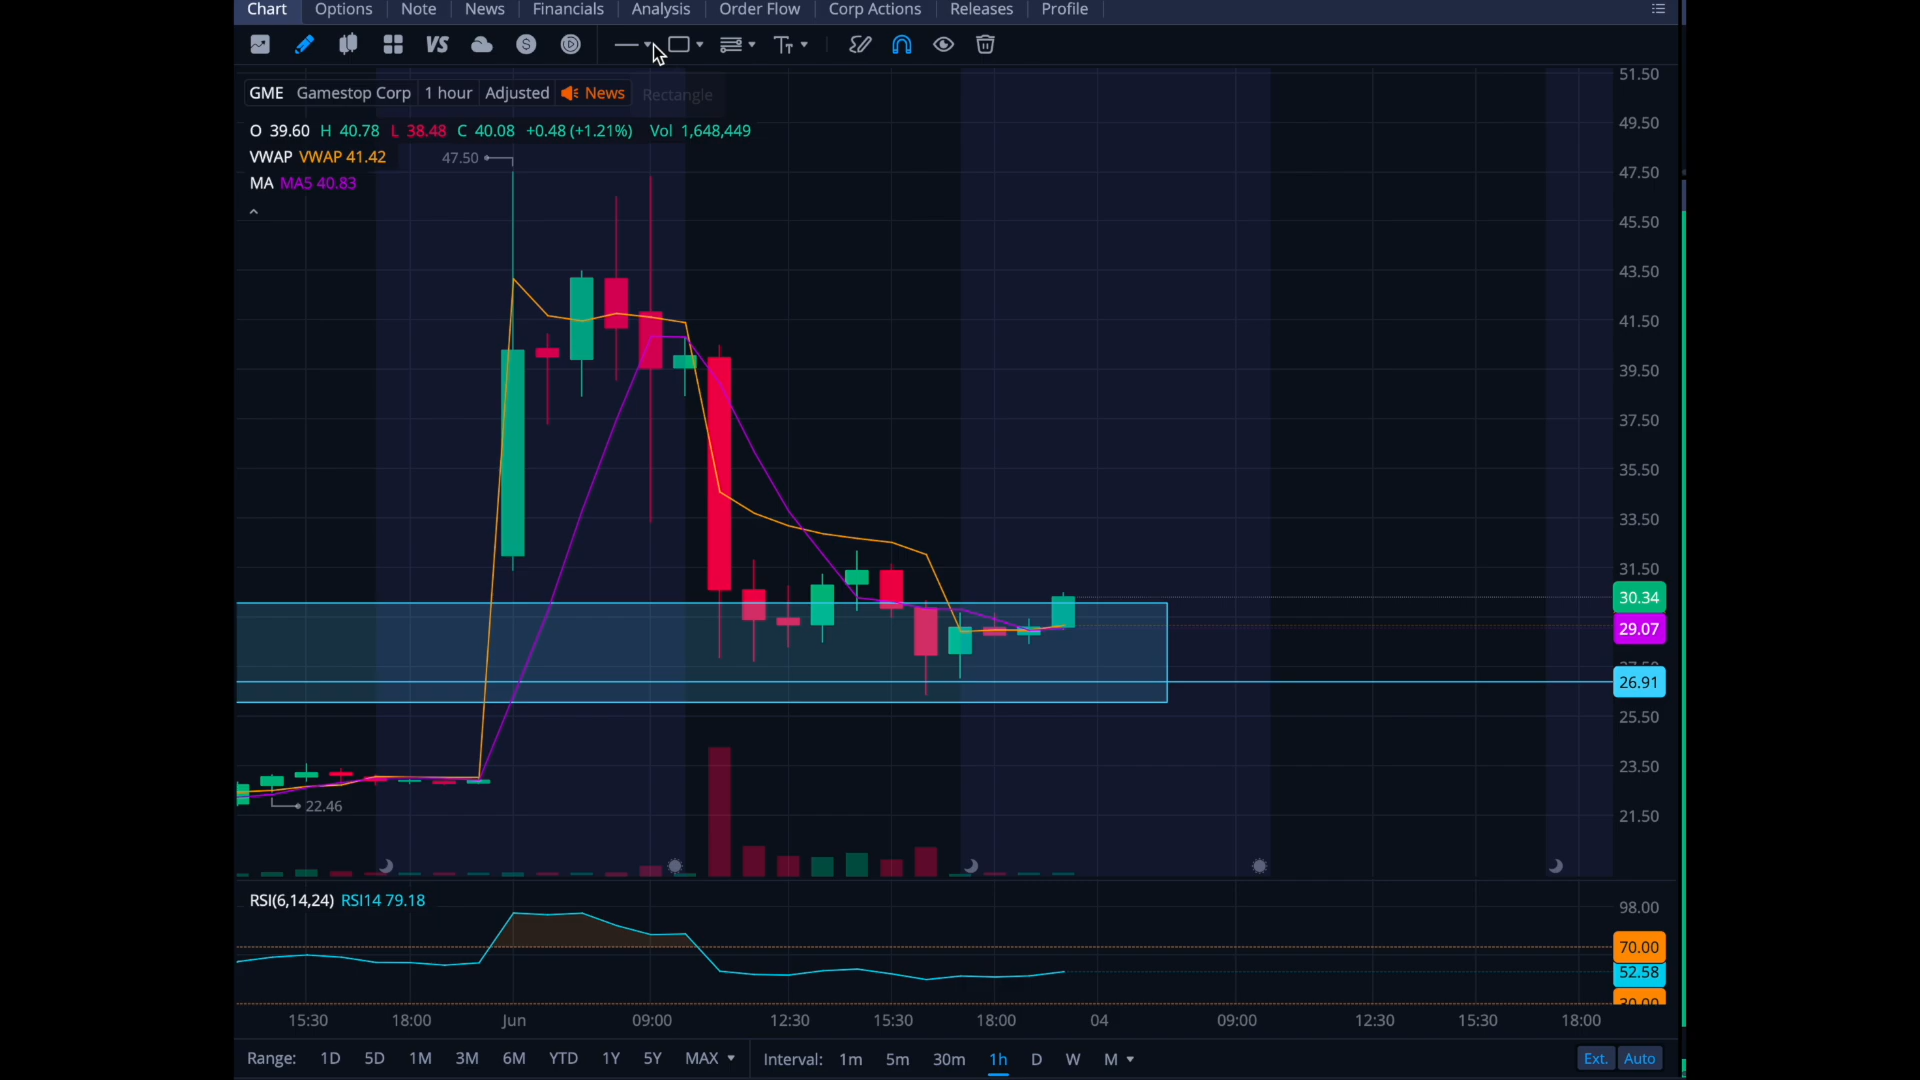 Chart Options Note News Financials Analysis Order Flow Corp Actions Releases Profile
VS S
GME Gamestop Corp 1 hour Adjusted News Rectangle
O 39.60 H 40.78 L 38.48 C 40.08 +0.48 (+1.21%) Vol 1,648,449
VWAP VWAP 41.42
MA MA5 40.83
47.50
22.46
51.50
49.50
47.50
45.50
43.50
41.50
39.50
37.50
35.50
33.50
31.50
30.34
29.07
27.50
26.91
25.50
23.50
21.50
RSI(6,14,24) RSI14 79.18
98.00
70.00
52.58
30.00
15:30 18:00 Jun 09:00 12:30 15:30 18:00 04 09:00 12:30 15:30 18:00
Range: 1D 5D 1M 3M 6M YTD 1Y 5Y MAX Interval: 1m 5m 30m 1h D W M Ext. Auto